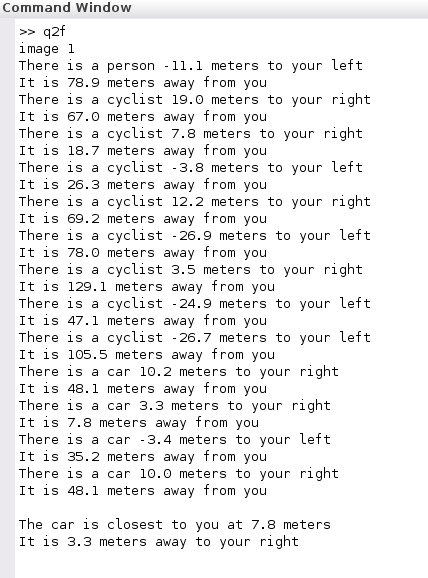 Command Window
>> q2f
image 1
There is a person -11.1 meters to your left
It is 78.9 meters away from you
There is a cyclist 19.0 meters to your right
It is 67.0 meters away from you
There is a cyclist 7.8 meters to your right
It is 18.7 meters away from you
There is a cyclist -3.8 meters to your left
It is 26.3 meters away from you
There is a cyclist 12.2 meters to your right
It is 69.2 meters away from you
There is a cyclist -26.9 meters to your left
It is 78.0 meters away from you
There is a cyclist 3.5 meters to your right
It is 129.1 meters away from you
There is a cyclist -24.9 meters to your left
It is 47.1 meters away from you
There is a cyclist -26.7 meters to your left
It is 105.5 meters away from you
There is a car 10.2 meters to your right
It is 48.1 meters away from you
There is a car 3.3 meters to your right
It is 7.8 meters away from you
There is a car -3.4 meters to your left
It is 35.2 meters away from you
There is a car 10.0 meters to your right
It is 48.1 meters away from you
The car is closest to you at 7.8 meters
It is 3.3 meters away to your right